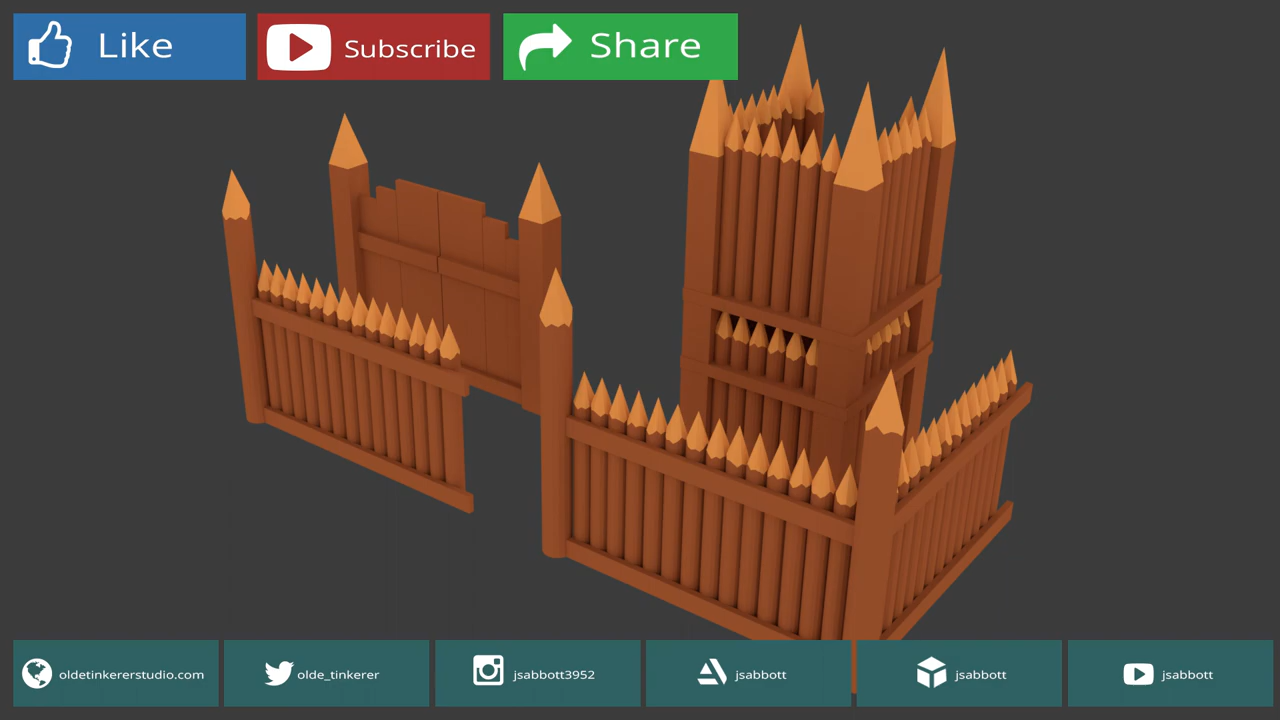 Like
Subscribe
Share
oldetinkererstudio.com
olde_tinkerer
jsabbott3952
jsabbott
jsabbott
jsabbott